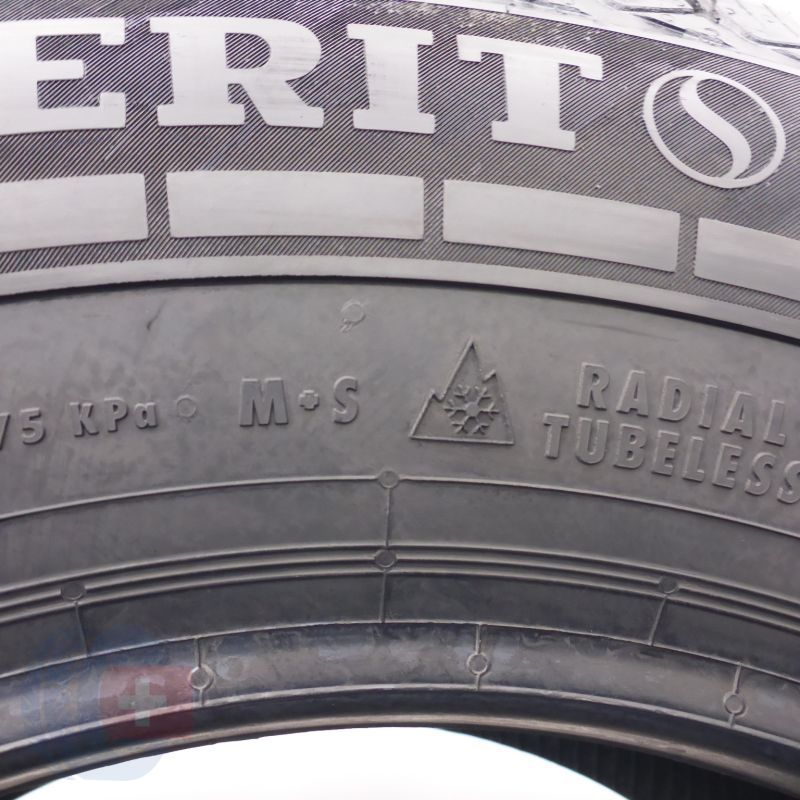 ERIT
75 KPa M+S
RADIAL
TUBELESS